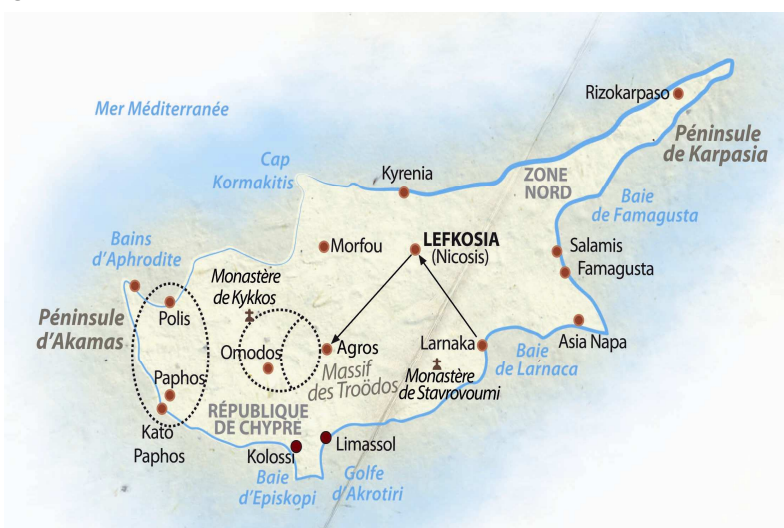 Rizokarpaso
Mer Méditerranée
Péninsule
de Karpasia
Cap
Kormakitis
Kyrenia
ZONE
NORD
Baie
de Famagusta
Bains
d'Aphrodite
Morfou
LEFKOSIA
(Nicosis)
Salamis
Famagusta
Monastère
de Kykkos
Péninsule
d'Akamas
Polis
Omodos
Agros
Larnaka
Asia Napa
Baie
de Larnaca
Massif
des Troödos
Monastère
de Stavrovoumi
Paphos
RÉPUBLIQUE
DE CHYPRE
Kato
Paphos
Kolossi
Limassol
Baie
d'Episkopi
Golfe
d'Akrotiri